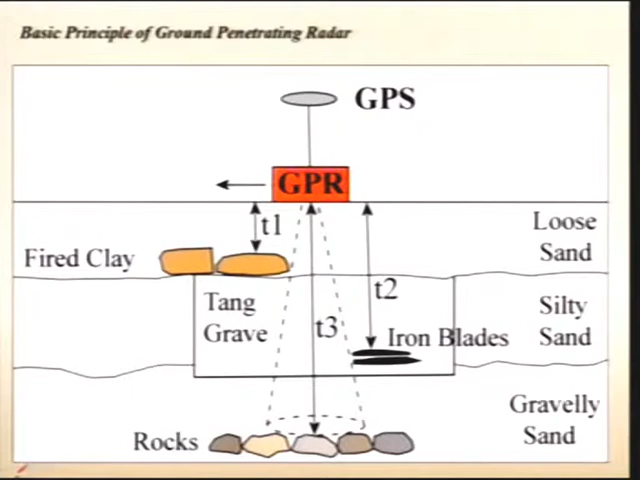 Basic Principle of Ground Penetrating Radar
GPS
GPR
t1
Loose
Sand
Fired Clay
t2
Tang
Grave
t3
Silty
Sand
Iron Blades
Gravelly
Sand
Rocks